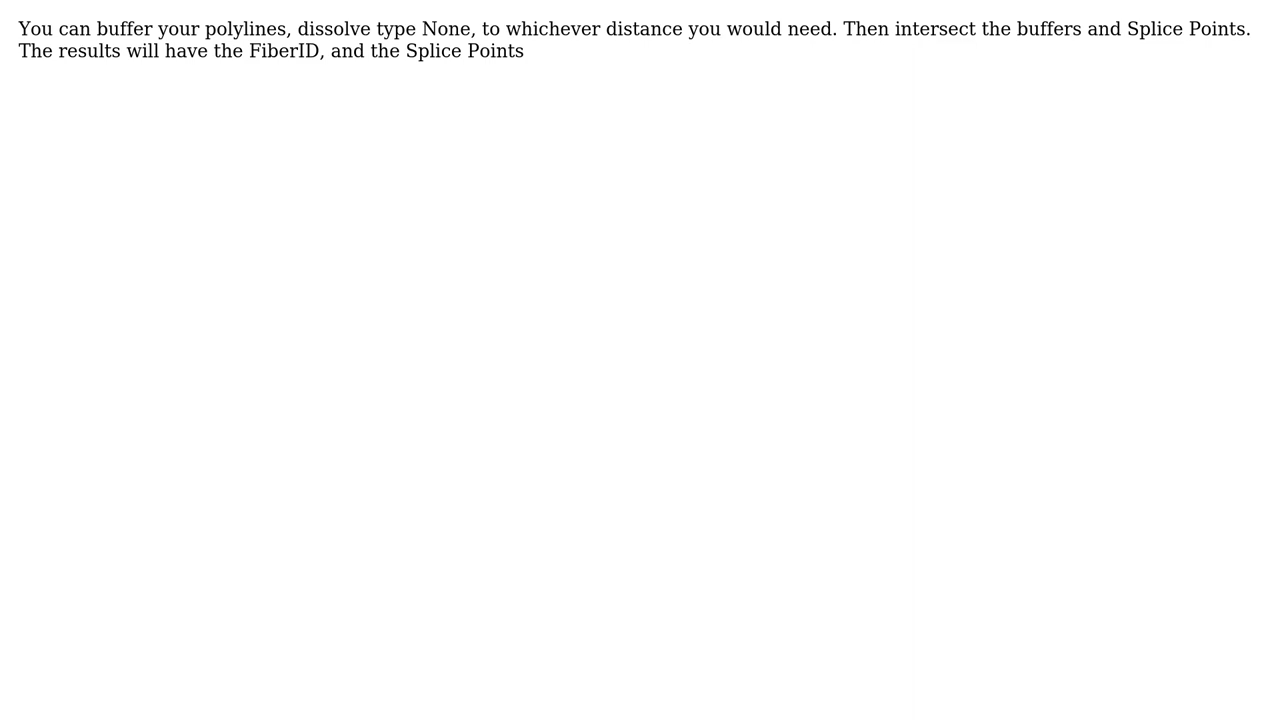 You can buffer your polylines, dissolve type None, to whichever distance you would need. Then intersect the buffers and Splice Points.
The results will have the FiberID, and the Splice Points